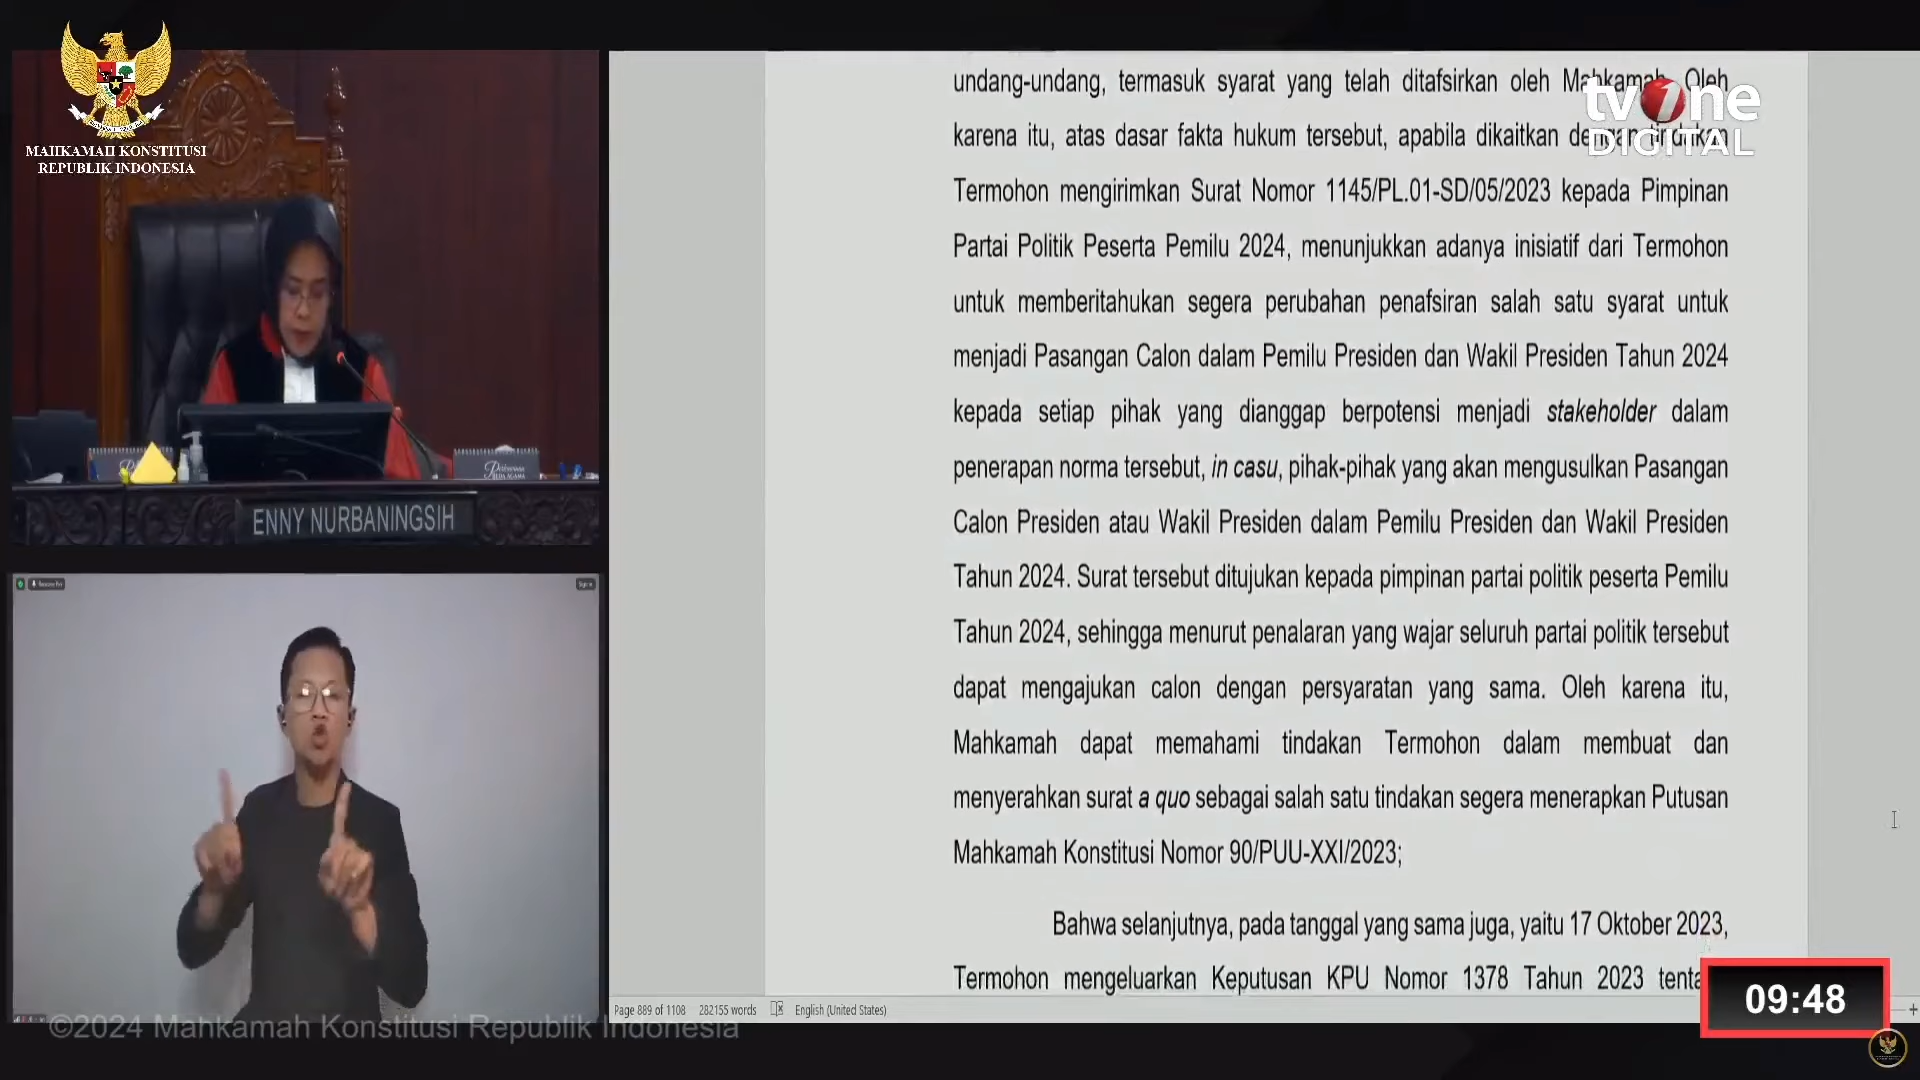 MAHKAMAH KONSTITUSI
REPUBLIK INDONESIA
ENNY NURBANINGSIH
tvOne
DIGITAL
undang-undang, termasuk syarat yang telah ditafsirkan oleh Mahkamah. Oleh
karena itu, atas dasar fakta hukum tersebut, apabila dikaitkan dengan tindakan
Termohon mengirimkan Surat Nomor 1145/PL.01-SD/05/2023 kepada Pimpinan
Partai Politik Peserta Pemilu 2024, menunjukkan adanya inisiatif dari Termohon
untuk memberitahukan segera perubahan penafsiran salah satu syarat untuk
menjadi Pasangan Calon dalam Pemilu Presiden dan Wakil Presiden Tahun 2024
kepada setiap pihak yang dianggap berpotensi menjadi stakeholder dalam
penerapan norma tersebut, in casu, pihak-pihak yang akan mengusulkan Pasangan
Calon Presiden atau Wakil Presiden dalam Pemilu Presiden dan Wakil Presiden
Tahun 2024. Surat tersebut ditujukan kepada pimpinan partai politik peserta Pemilu
Tahun 2024, sehingga menurut penalaran yang wajar seluruh partai politik tersebut
dapat mengajukan calon dengan persyaratan yang sama. Oleh karena itu,
Mahkamah dapat memahami tindakan Termohon dalam membuat dan
menyerahkan surat a quo sebagai salah satu tindakan segera menerapkan Putusan
Mahkamah Konstitusi Nomor 90/PUU-XXI/2023;
Bahwa selanjutnya, pada tanggal yang sama juga, yaitu 17 Oktober 2023,
Termohon mengeluarkan Keputusan KPU Nomor 1378 Tahun 2023 tenta
Page 889 of 1108 282155 words English (United States)
09:48
©2024 Mahkamah Konstitusi Republik Indonesia